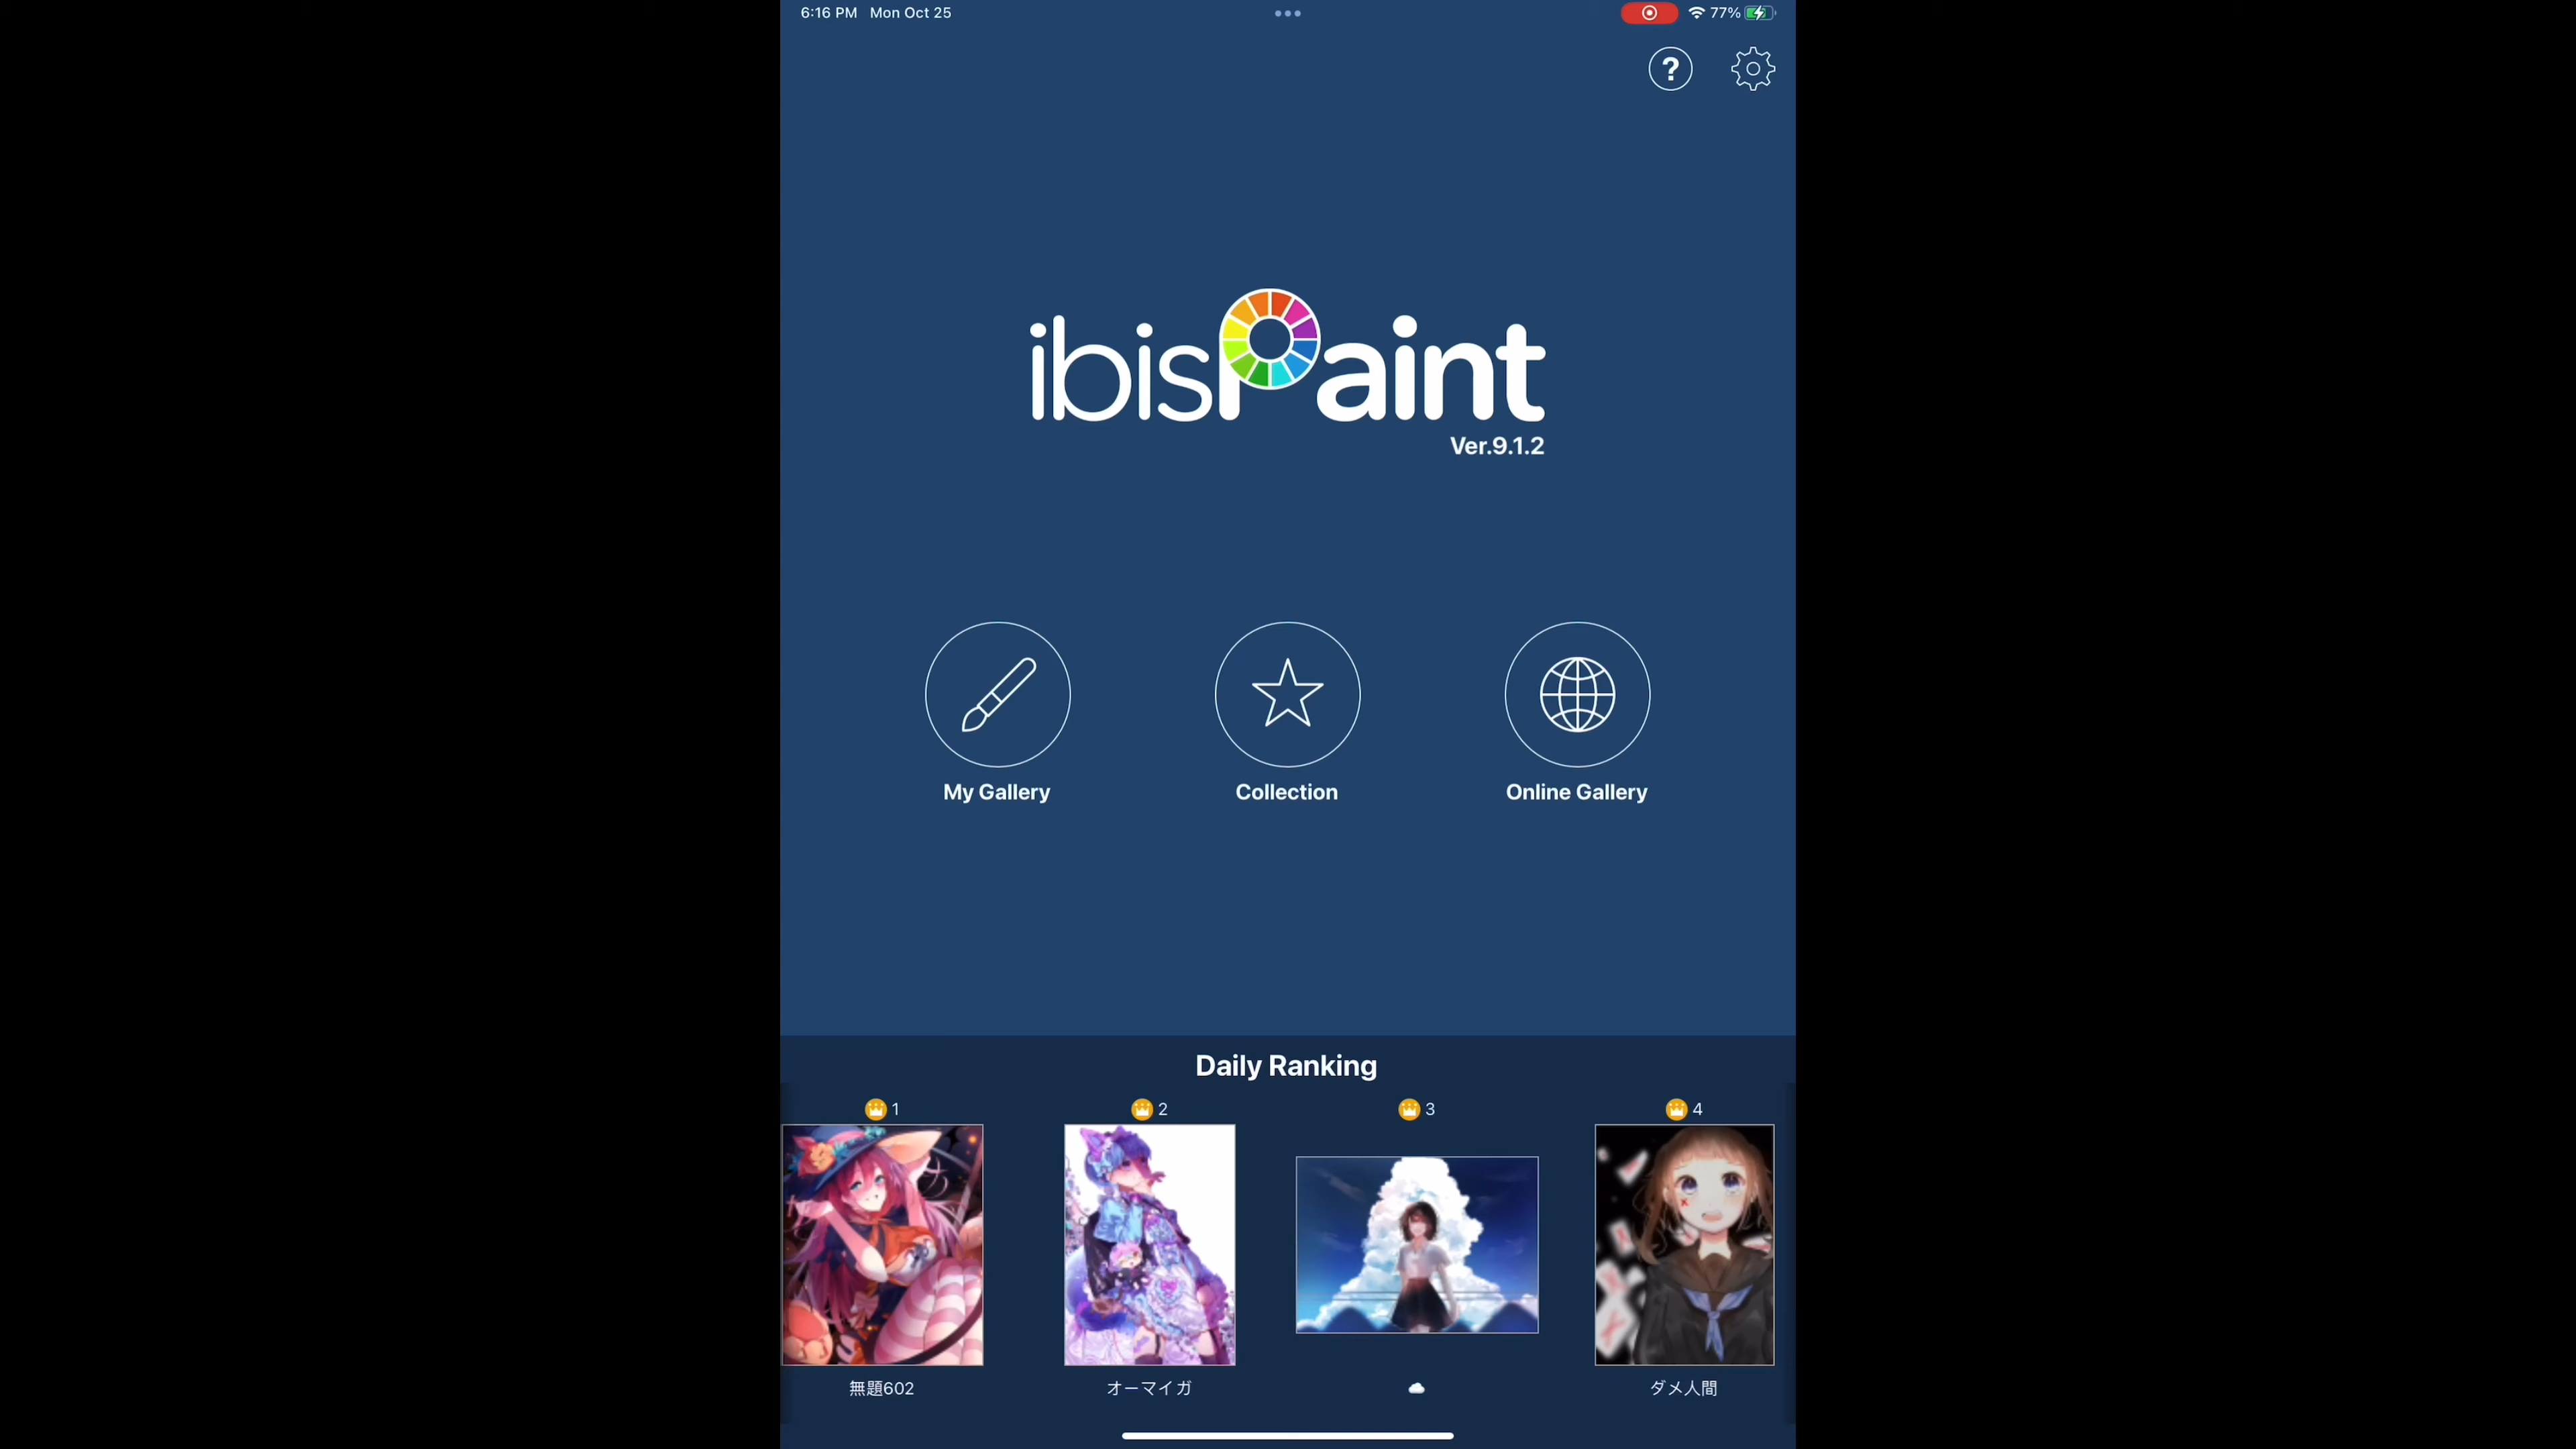 6:16 PM Mon Oct 25
77%
?
ibisPaint
Ver.9.1.2
My Gallery
Collection
Online Gallery
Daily Ranking
1
2
3
4
無題602
オーマイガ
ダメ人間